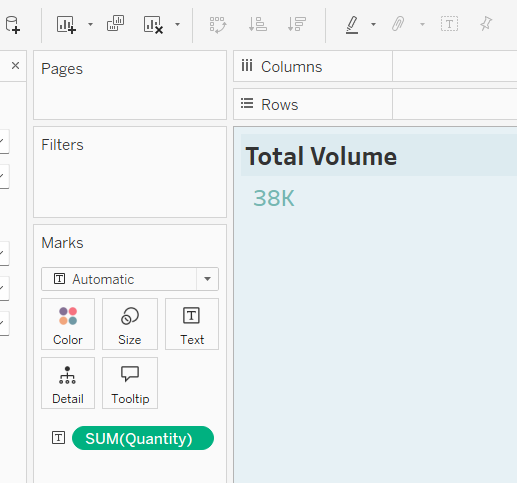 Pages
Columns
Rows
Filters
Total Volume
38K
Marks
Automatic
Color
Size
Text
Detail
Tooltip
SUM(Quantity)